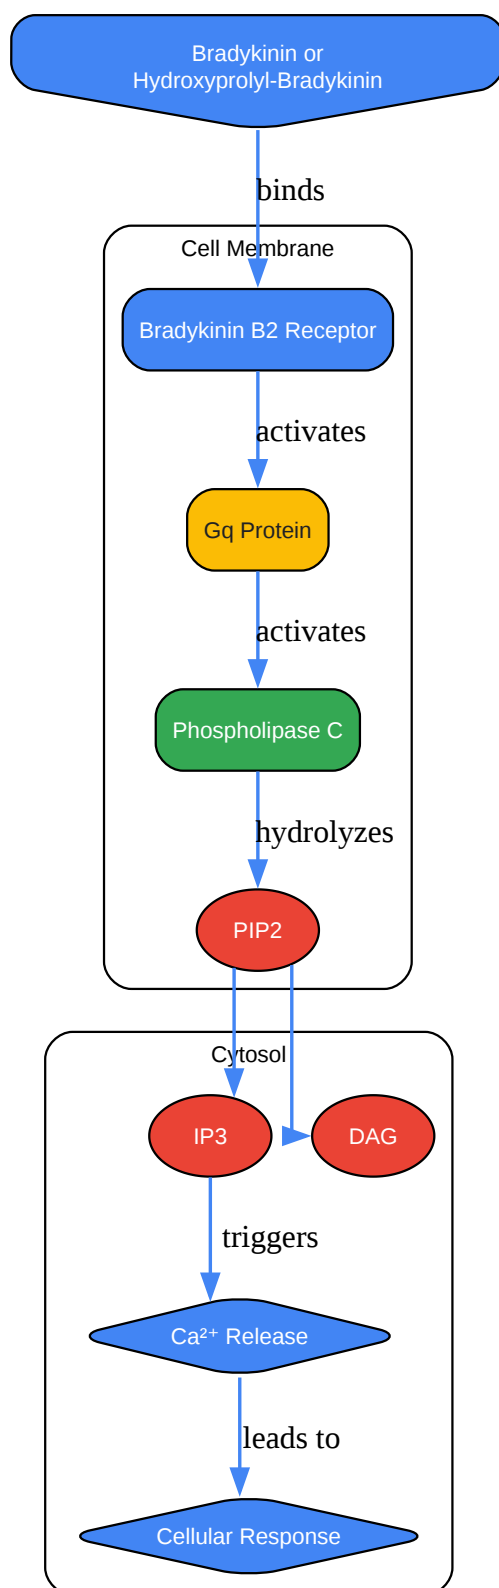 Bradykinin or
Hydroxyprolyl-Bradykinin
binds
Cell Membrane
Bradykinin B2 Receptor
activates
Gq Protein
activates
Phospholipase C
hydrolyzes
PIP2
Cytosol
IP3
DAG
triggers
Ca²⁺ Release
leads to
Cellular Response